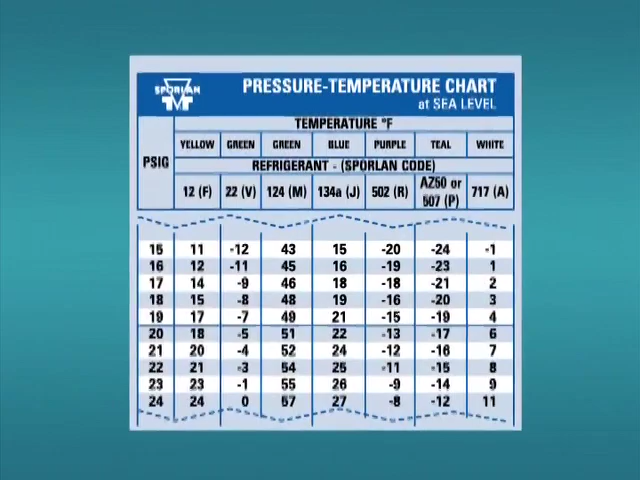 SPORLAN
PRESSURE-TEMPERATURE CHART
at SEA LEVEL
PSIG
TEMPERATURE °F
YELLOW GREEN GREEN BLUE PURPLE TEAL WHITE
REFRIGERANT - (SPORLAN CODE)
12 (F) 22 (V) 124 (M) 134a (J) 502 (R) AZ50 or 507 (P) 717 (A)
15 11 -12 43 15 -20 -24 -1
16 12 -11 45 16 -19 -23 1
17 14 -9 46 18 -18 -21 2
18 15 -8 48 19 -16 -20 3
19 17 -7 49 21 -15 -19 4
20 18 -5 51 22 -13 -17 6
21 20 -4 52 24 -12 -16 7
22 21 -3 54 25 -11 -15 8
23 23 -1 55 26 -9 -14 9
24 24 0 57 27 -8 -12 11